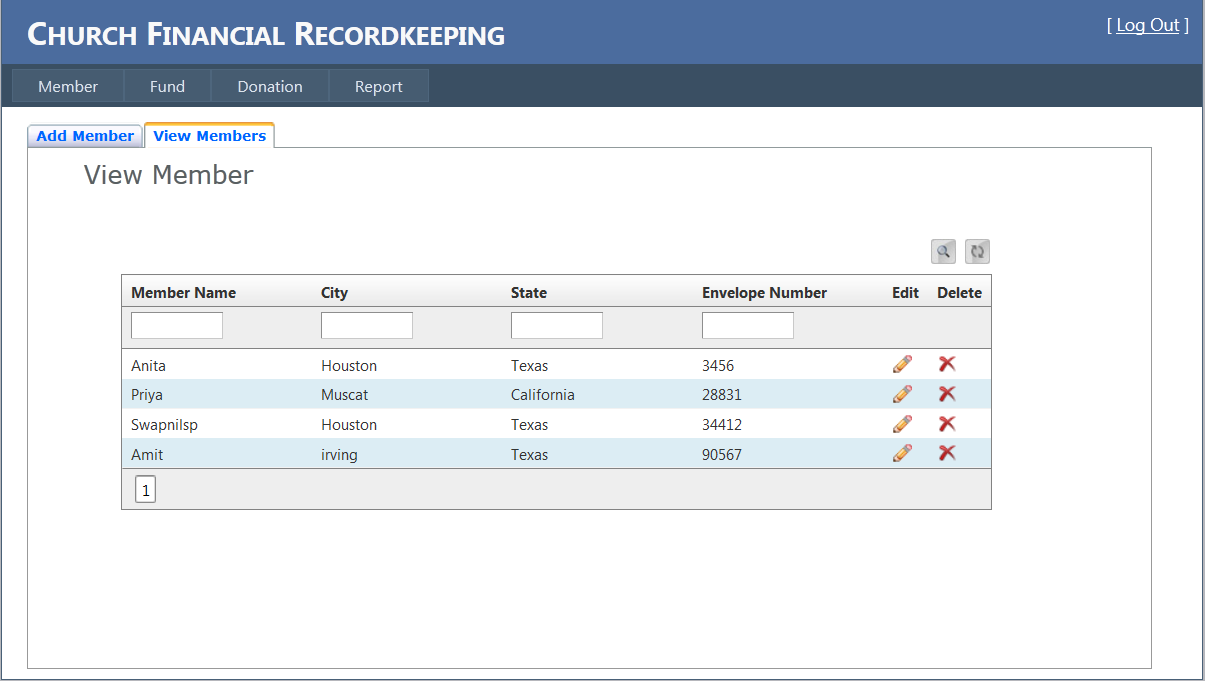 CHURCH FINANCIAL RECORDKEEPING
[ Log Out ]
Member Fund Donation Report
Add Member View Members
View Member
Member Name City State Envelope Number Edit Delete
Anita Houston Texas 3456
Priya Muscat California 28831
Swapnilsp Houston Texas 34412
Amit irving Texas 90567
1